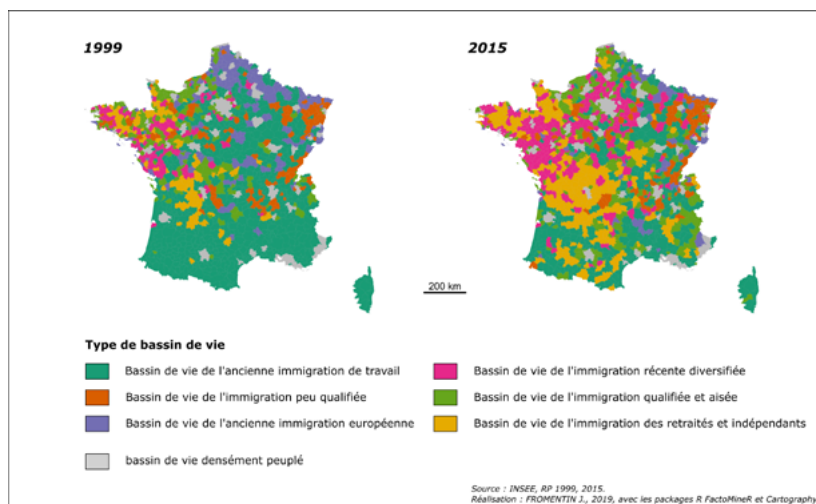 1999
2015
200 km
Type de bassin de vie
Bassin de vie de l'ancienne immigration de travail
Bassin de vie de l'immigration peu qualifiée
Bassin de vie de l'ancienne immigration européenne
bassin de vie densément peuplé
Bassin de vie de l'immigration récente diversifiée
Bassin de vie de l'immigration qualifiée et aisée
Bassin de vie de l'immigration des retraités et indépendants
Source : INSEE, RP 1999, 2015.
Réalisation : FROMENTIN J., 2019, avec les packages R FactoMineR et Cartography